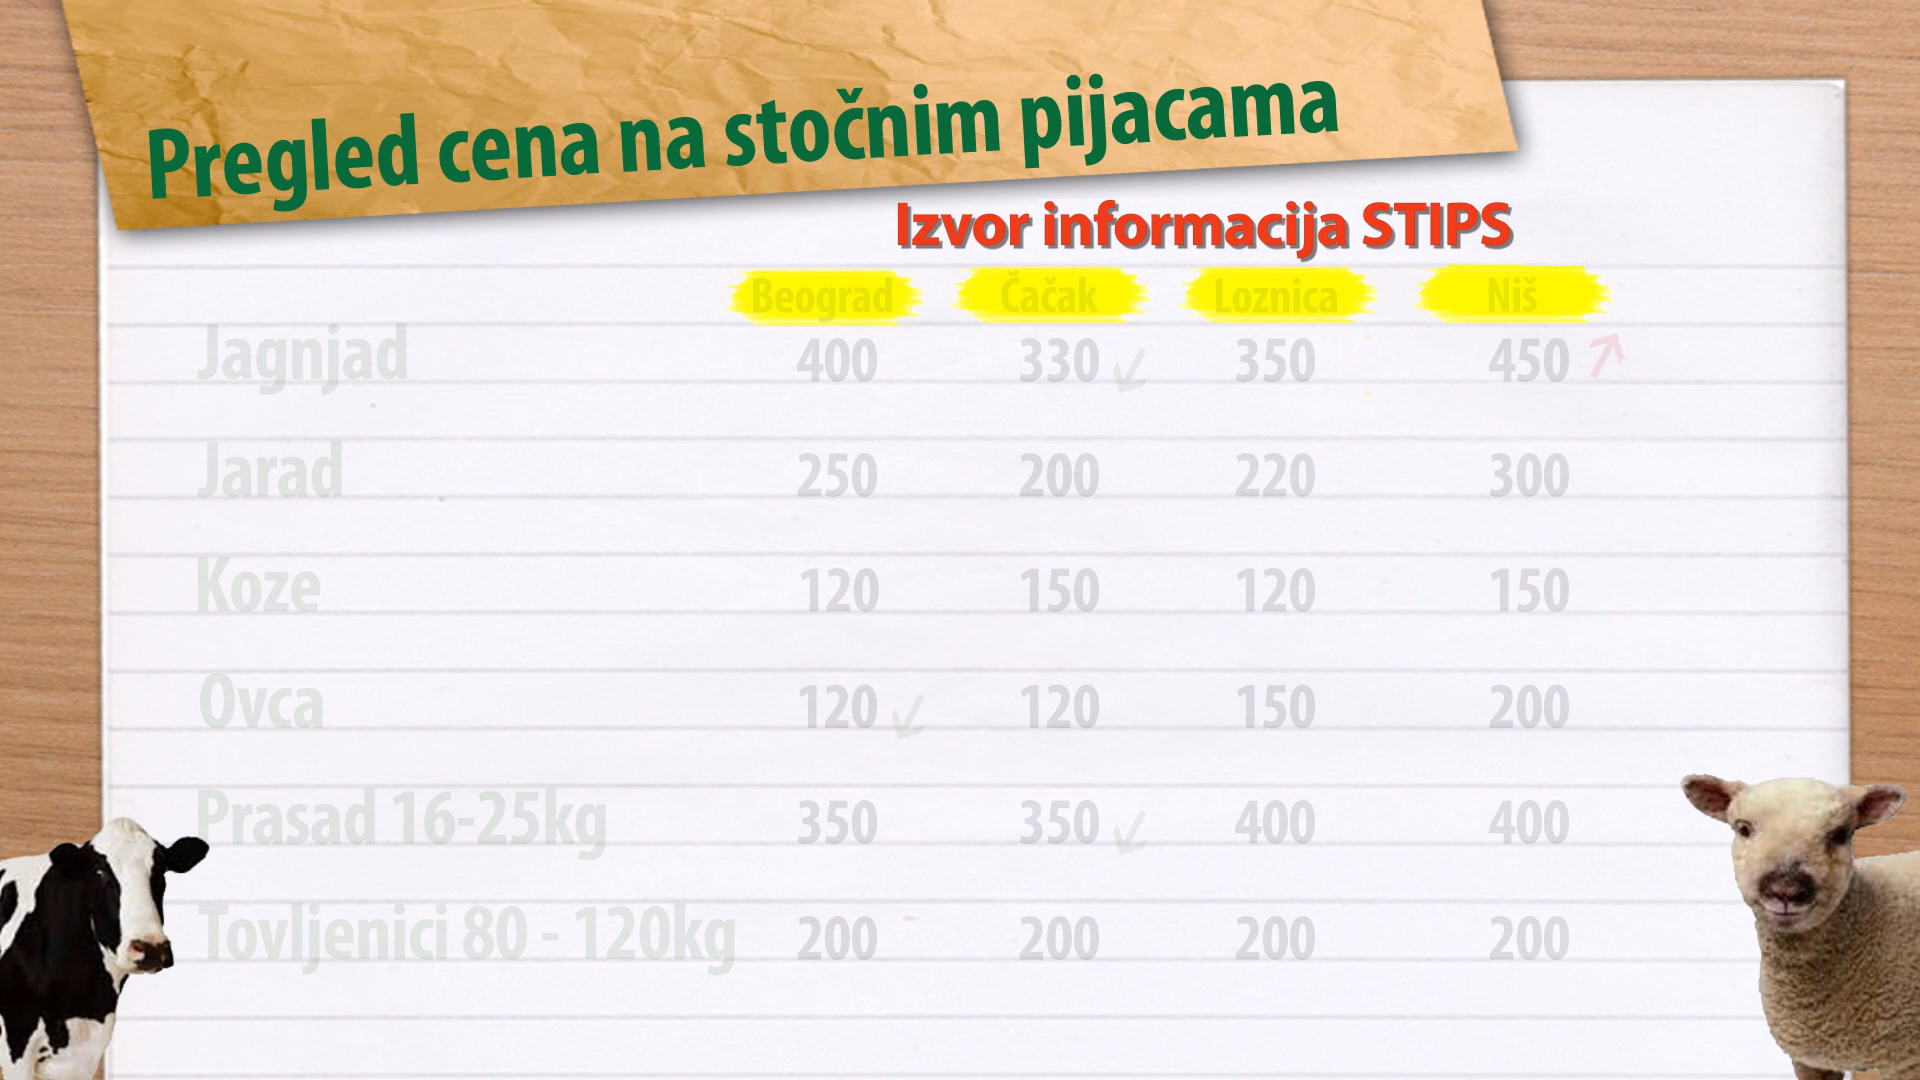 Pregled cena na stočnim pijacama
Izvor informacija STIPS
Beograd Čačak Loznica Niš
Jagnjad 400 330 350 450
Jarad 250 200 220 300
Koze 120 150 120 150
Ovca 120 120 150 200
Prasad 16-25kg 350 350 400 400
Tovljenici 80 - 120kg 200 200 200 200